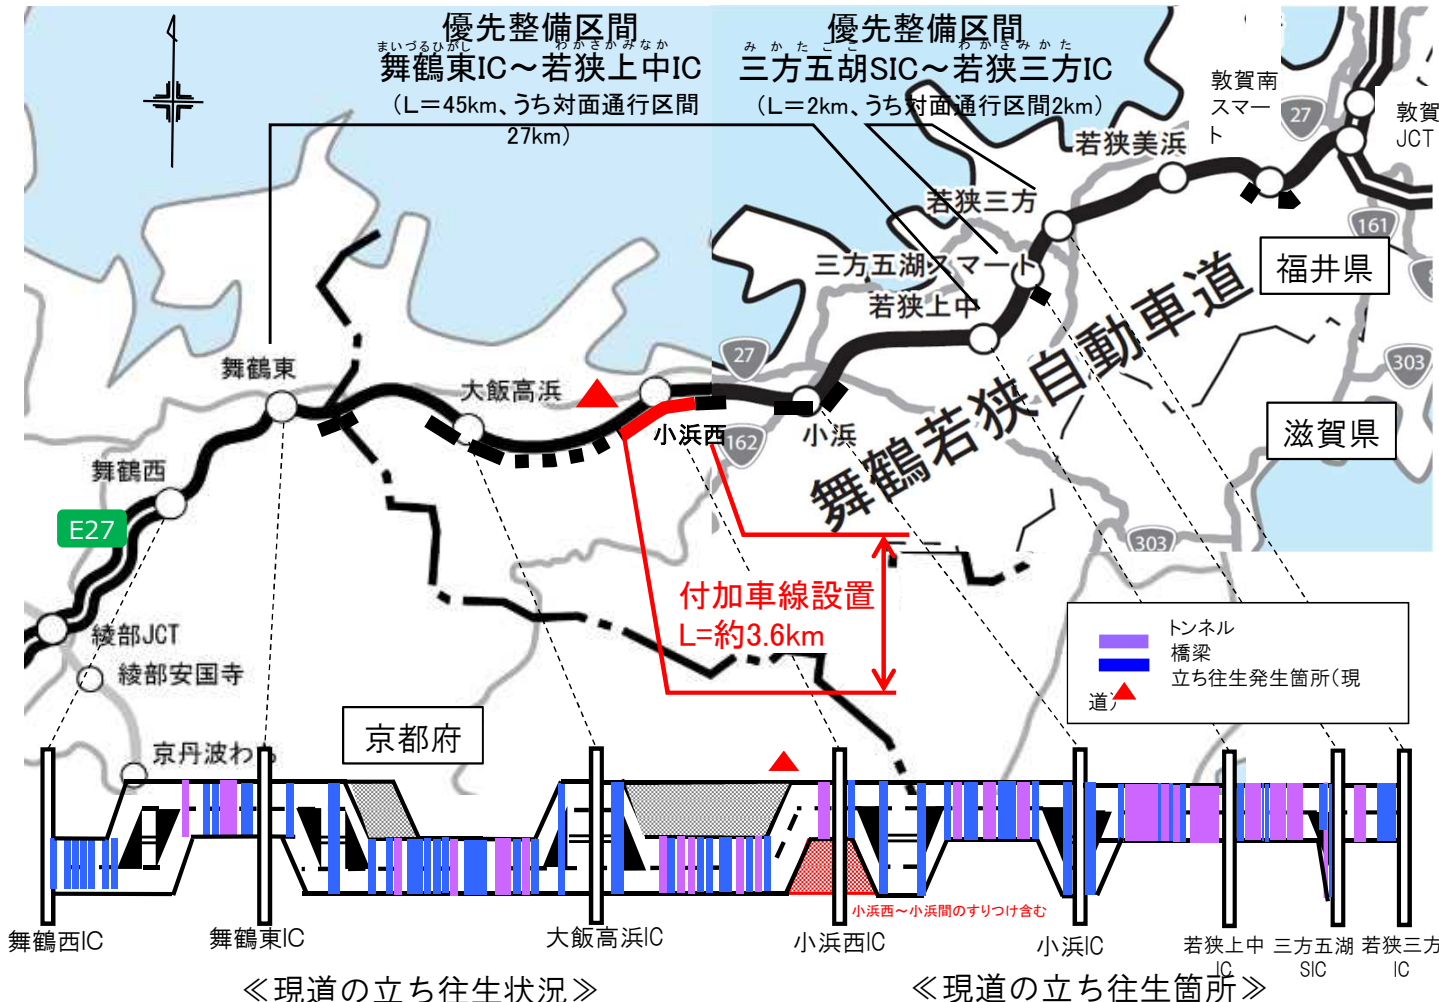 優先整備区間
まいづるひがし　わかさかみなか
舞鶴東IC～若狭上中IC
（L＝45km、うち対面通行区間
27km）
優先整備区間
みかたごこ　わかさみかた
三方五胡SIC～若狭三方IC
（L＝2km、うち対面通行区間2km）
敦賀南
スマー
ト
27
敦賀
JCT
若狭美浜
若狭三方
161
福井県
三方五湖スマート
若狭上中
8
舞鶴若狭自動車道
27
303
舞鶴東
大飯高浜
小浜西
162
小浜
滋賀県
舞鶴西
E27
303
付加車線設置
L=約3.6km
トンネル
橋梁
立ち往生発生箇所（現
道）
綾部JCT
綾部安国寺
京都府
京丹波わち
小浜西～小浜間のすりつけ含む
舞鶴西IC
舞鶴東IC
大飯高浜IC
小浜西IC
小浜IC
若狭上中
IC
三方五湖
SIC
若狭三方
IC
≪現道の立ち往生状況≫
≪現道の立ち往生箇所≫